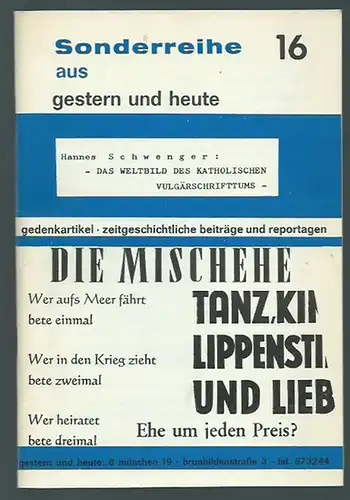 Sonderreihe 16
aus
gestern und heute
Hannes Schwenger:
- DAS WELTBILD DES KATHOLISCHEN
VULGÄRSCHRIFTTUMS -
gedenkartikel · zeitgeschichtliche beiträge und reportagen
DIE MISCHEHE
Wer aufs Meer fährt
bete einmal
Wer in den Krieg zieht
bete zweimal
Wer heiratet
bete dreimal
TANZ, KIN
LIPPENSTI
UND LIEB
Ehe um jeden Preis?
gestern und heute: 8 münchen 19 · brunhildenstraße 3 · tel. 573244